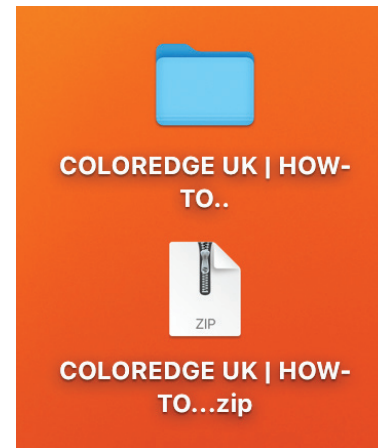 COLOREDGE UK | HOW-
TO..
ZIP
COLOREDGE UK | HOW-
TO...zip